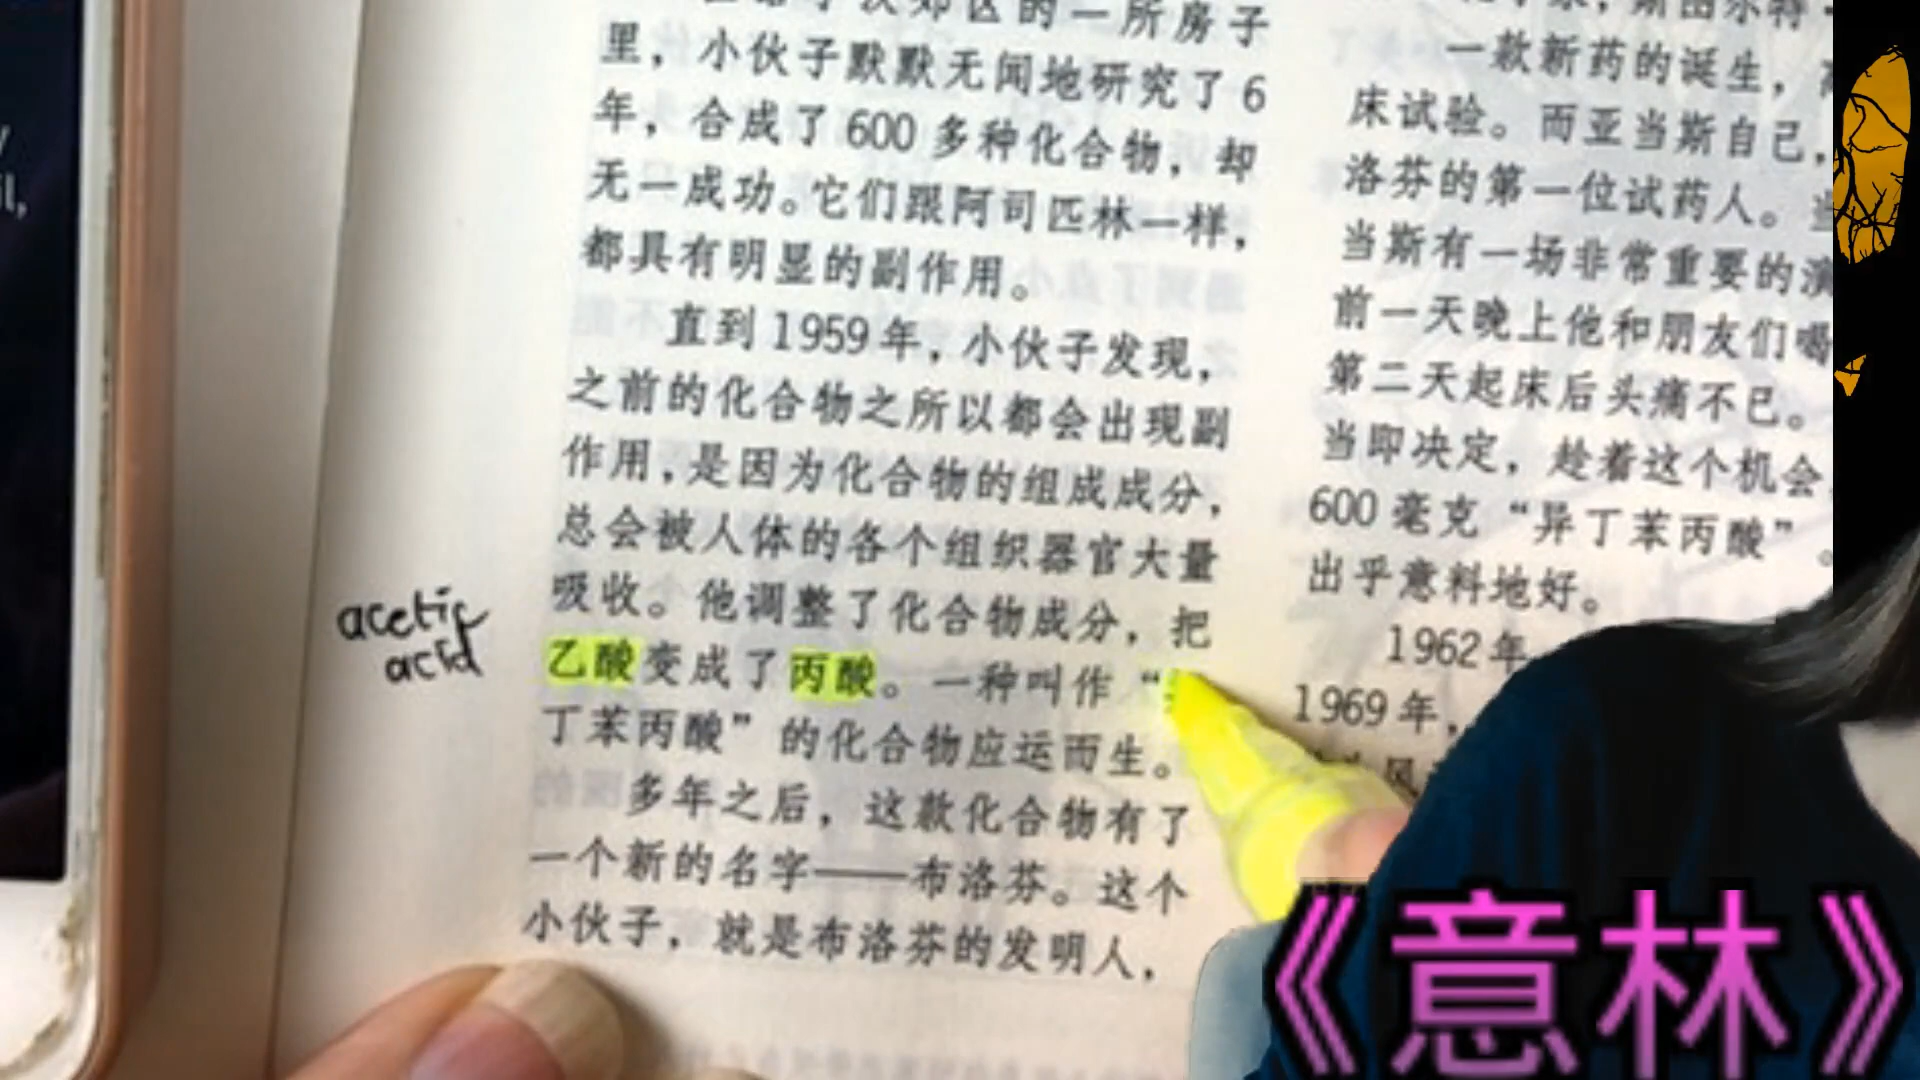 的一所房子
里，小伙子默默无闻地研究了6
年，合成了600多种化合物，却
无一成功。它们跟阿司匹林一样，
都具有明显的副作用。
直到1959年，小伙子发现，
之前的化合物之所以都会出现副
作用，是因为化合物的组成成分，
总会被人体的各个组织器官大量
吸收。他调整了化合物成分，把
乙酸变成了丙酸。一种叫作“
丁苯丙酸”的化合物应运而生。
多年之后，这款化合物有了
一个新的名字——布洛芬。这个
小伙子，就是布洛芬的发明人，
acetic
acid
一款新药的诞生，
床试验。而亚当斯自己，
洛芬的第一位试药人。
当斯有一场非常重要的演
前一天晚上他和朋友们喝
第二天起床后头痛不已。
当即决定，趁着这个机会
600毫克“异丁苯丙酸”。
出乎意料地好。
1962年
1969年，
《意林》